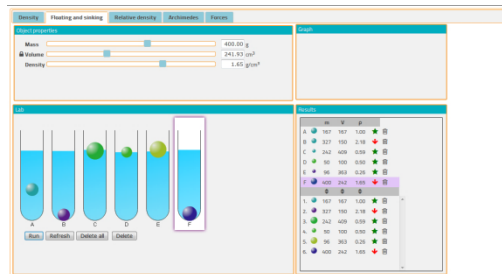 Density Floating and sinking Relative density Archimedes Forces
Object properties
Mass 400.00 g
Volume 241.93 cm³
Density 1.65 g/cm³
Graph
Lab
A B C D E F
Run Refresh Delete all Delete
Results
m V ρ
A 167 167 1.00
B 327 150 2.18
C 242 409 0.59
D 50 100 0.50
E 96 363 0.26
F 400 242 1.65
1. 167 167 1.00
2. 327 150 2.18
3. 242 409 0.59
4. 50 100 0.50
5. 96 363 0.26
6. 400 242 1.65